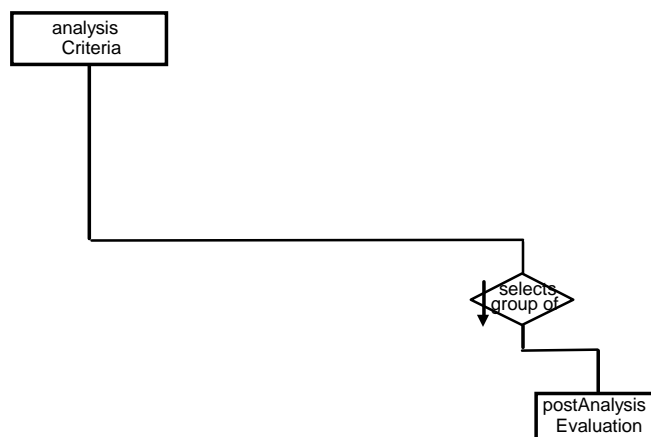 analysis
Criteria
selects
group of
postAnalysis
Evaluation